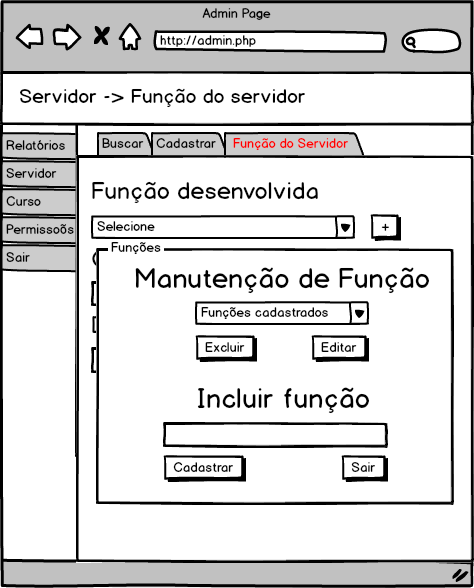 Admin Page
http://admin.php
Servidor -> Função do servidor
Relatórios
Servidor
Curso
Permissoõs
Sair
Buscar
Cadastrar
Função do Servidor
Função desenvolvida
Selecione
+
Funções
Manutenção de Função
Funções cadastrados
Excluir
Editar
Incluir função
Cadastrar
Sair